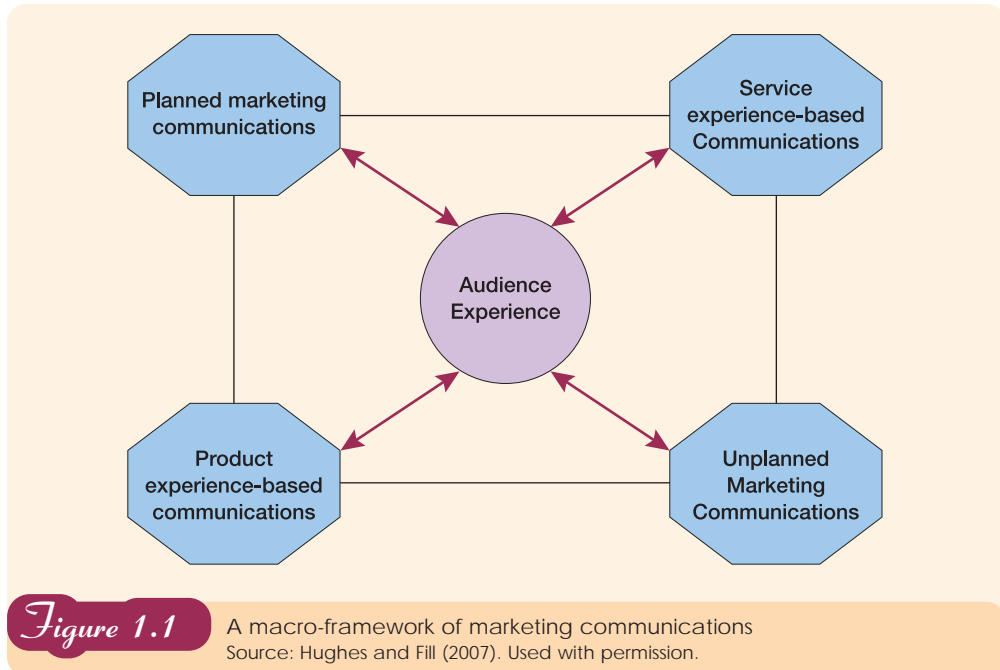 Planned marketing
communications
Service
experience-based
Communications
Audience
Experience
Product
experience-based
communications
Unplanned
Marketing
Communications
Figure 1.1
A macro-framework of marketing communications
Source: Hughes and Fill (2007). Used with permission.